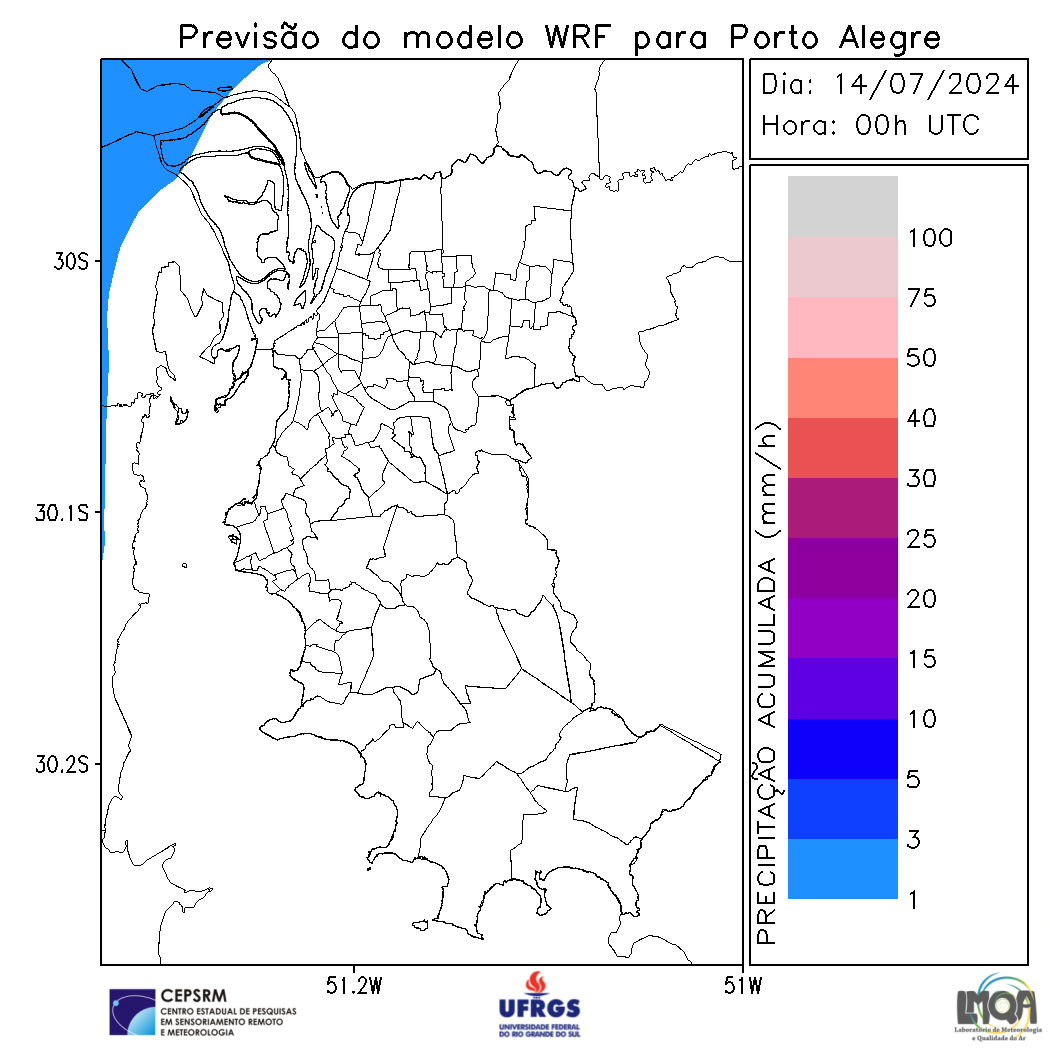 Previsão do modelo WRF para Porto Alegre
Dia: 14/07/2024
Hora: 00h UTC
30S
30.1S
30.2S
51.2W
51W
PRECIPITAÇÃO ACUMULADA (mm/h)
100
75
50
40
30
25
20
15
10
5
3
1
CEPSRM
CENTRO ESTADUAL DE PESQUISAS
EM SENSORIAMENTO REMOTO
E METEOROLOGIA
UFRGS
UNIVERSIDADE FEDERAL
DO RIO GRANDE DO SUL
LMQA
Laboratório de Meteorologia
e Qualidade do Ar